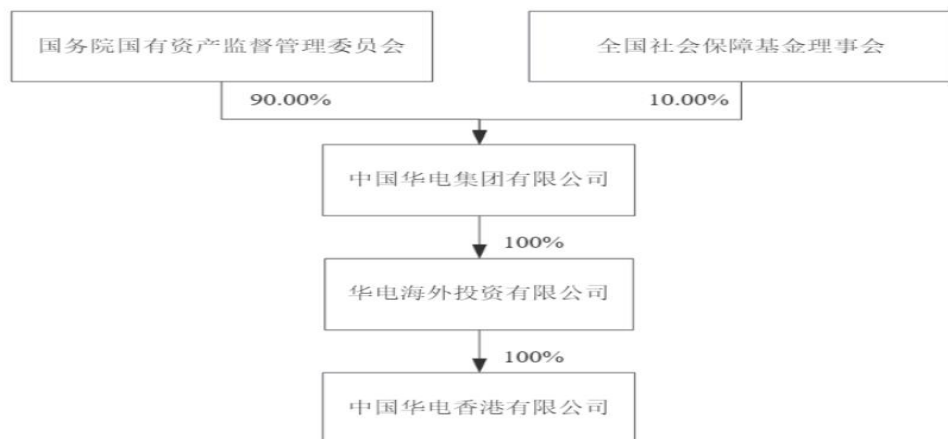 国务院国有资产监督管理委员会
全国社会保障基金理事会
90.00%
10.00%
中国华电集团有限公司
100%
华电海外投资有限公司
100%
中国华电香港有限公司